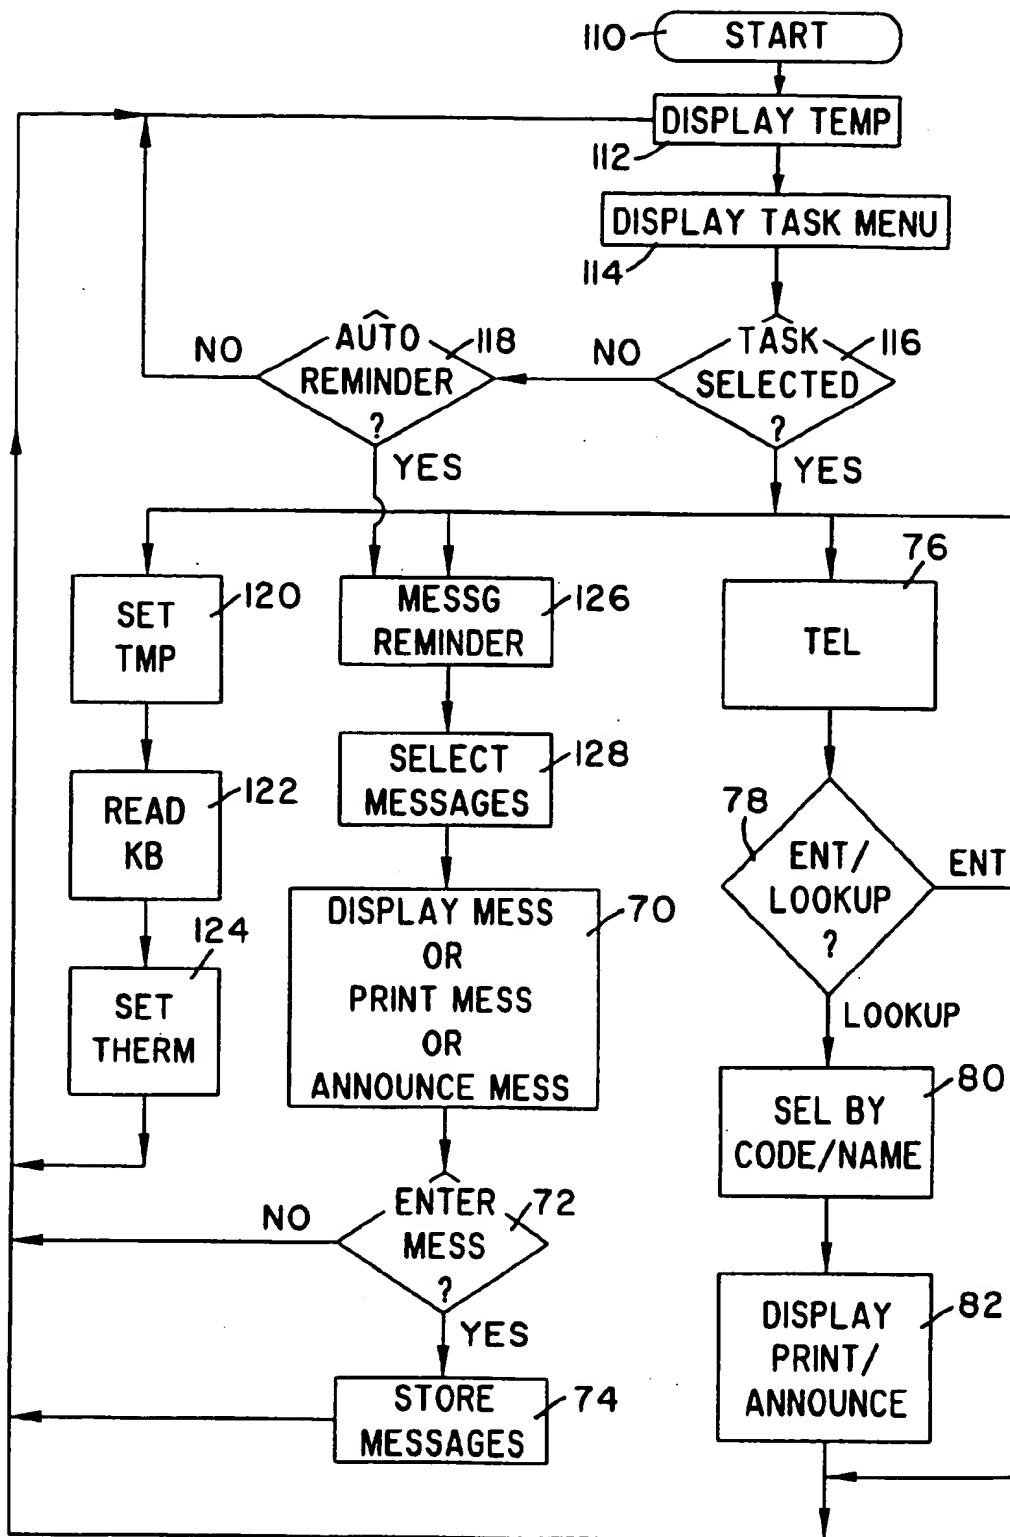 110
START
DISPLAY TEMP
112
DISPLAY TASK MENU
114
NO
AUTO
REMINDER
?
118
NO
TASK
SELECTED
?
116
YES
YES
SET
TMP
120
MESSG
REMINDER
126
76
TEL
READ
KB
122
SELECT
MESSAGES
128
78
ENT/
LOOKUP
?
ENT
124
SET
THERM
DISPLAY MESS
OR
PRINT MESS
OR
ANNOUNCE MESS
70
LOOKUP
SEL BY
CODE/NAME
80
NO
ENTER
MESS
?
72
YES
DISPLAY
PRINT/
ANNOUNCE
82
STORE
MESSAGES
74